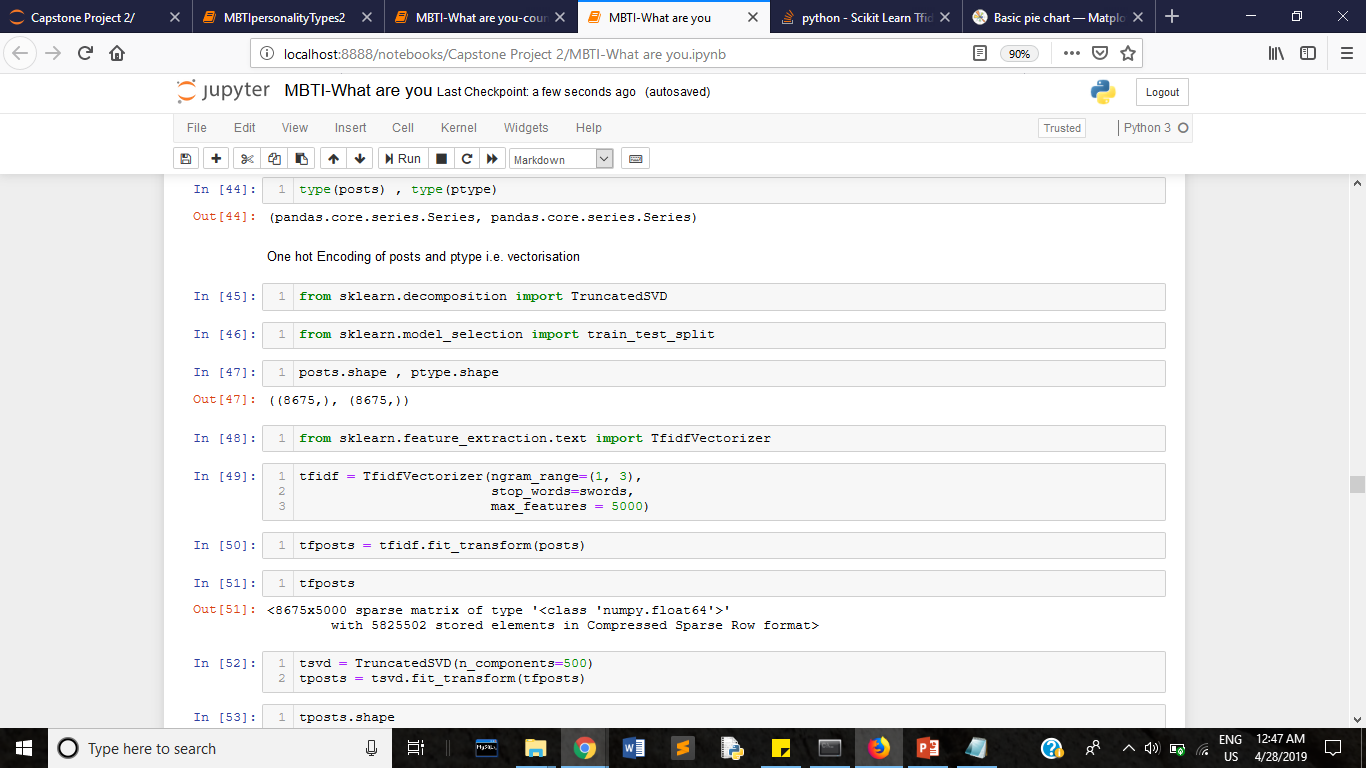 Capstone Project 2/
MBTIpersonalityTypes2
MBTI-What are you-coun
MBTI-What are you
python - Scikit Learn Tfid
Basic pie chart — Matplo
localhost:8888/notebooks/Capstone Project 2/MBTI-What are you.ipynb
90%
jupyter MBTI-What are you Last Checkpoint: a few seconds ago (autosaved)
Logout
File Edit View Insert Cell Kernel Widgets Help
Trusted
Python 3
Run
Markdown
In [44]: 1 type(posts) , type(ptype)
Out[44]: (pandas.core.series.Series, pandas.core.series.Series)
One hot Encoding of posts and ptype i.e. vectorisation
In [45]: 1 from sklearn.decomposition import TruncatedSVD
In [46]: 1 from sklearn.model_selection import train_test_split
In [47]: 1 posts.shape , ptype.shape
Out[47]: ((8675,), (8675,))
In [48]: 1 from sklearn.feature_extraction.text import TfidfVectorizer
In [49]: 1 tfidf = TfidfVectorizer(ngram_range=(1, 3),
2 stop_words=swords,
3 max_features = 5000)
In [50]: 1 tfposts = tfidf.fit_transform(posts)
In [51]: 1 tfposts
Out[51]: <8675x5000 sparse matrix of type '<class 'numpy.float64'>'
with 5825502 stored elements in Compressed Sparse Row format>
In [52]: 1 tsvd = TruncatedSVD(n_components=500)
2 tposts = tsvd.fit_transform(tfposts)
In [53]: 1 tposts.shape
Type here to search
MySQL
ENG
US
12:47 AM
4/28/2019